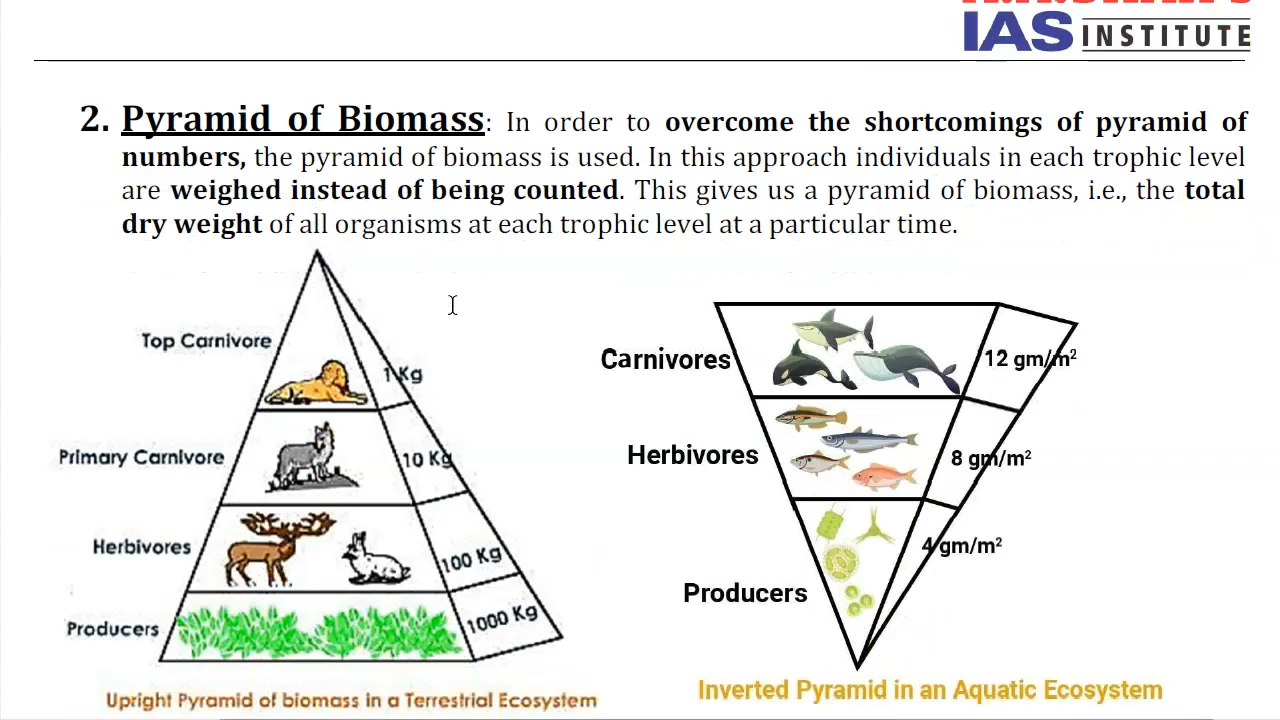 IAS INSTITUTE
2. Pyramid of Biomass: In order to overcome the shortcomings of pyramid of
numbers, the pyramid of biomass is used. In this approach individuals in each trophic level
are weighed instead of being counted. This gives us a pyramid of biomass, i.e., the total
dry weight of all organisms at each trophic level at a particular time.
Top Carnivore
1 Kg
Primary Carnivore
10 Kg
Herbivores
100 Kg
Producers
1000 Kg
Upright Pyramid of biomass in a Terrestrial Ecosystem
Carnivores
12 gm/m²
Herbivores
8 gm/m²
4 gm/m²
Producers
Inverted Pyramid in an Aquatic Ecosystem